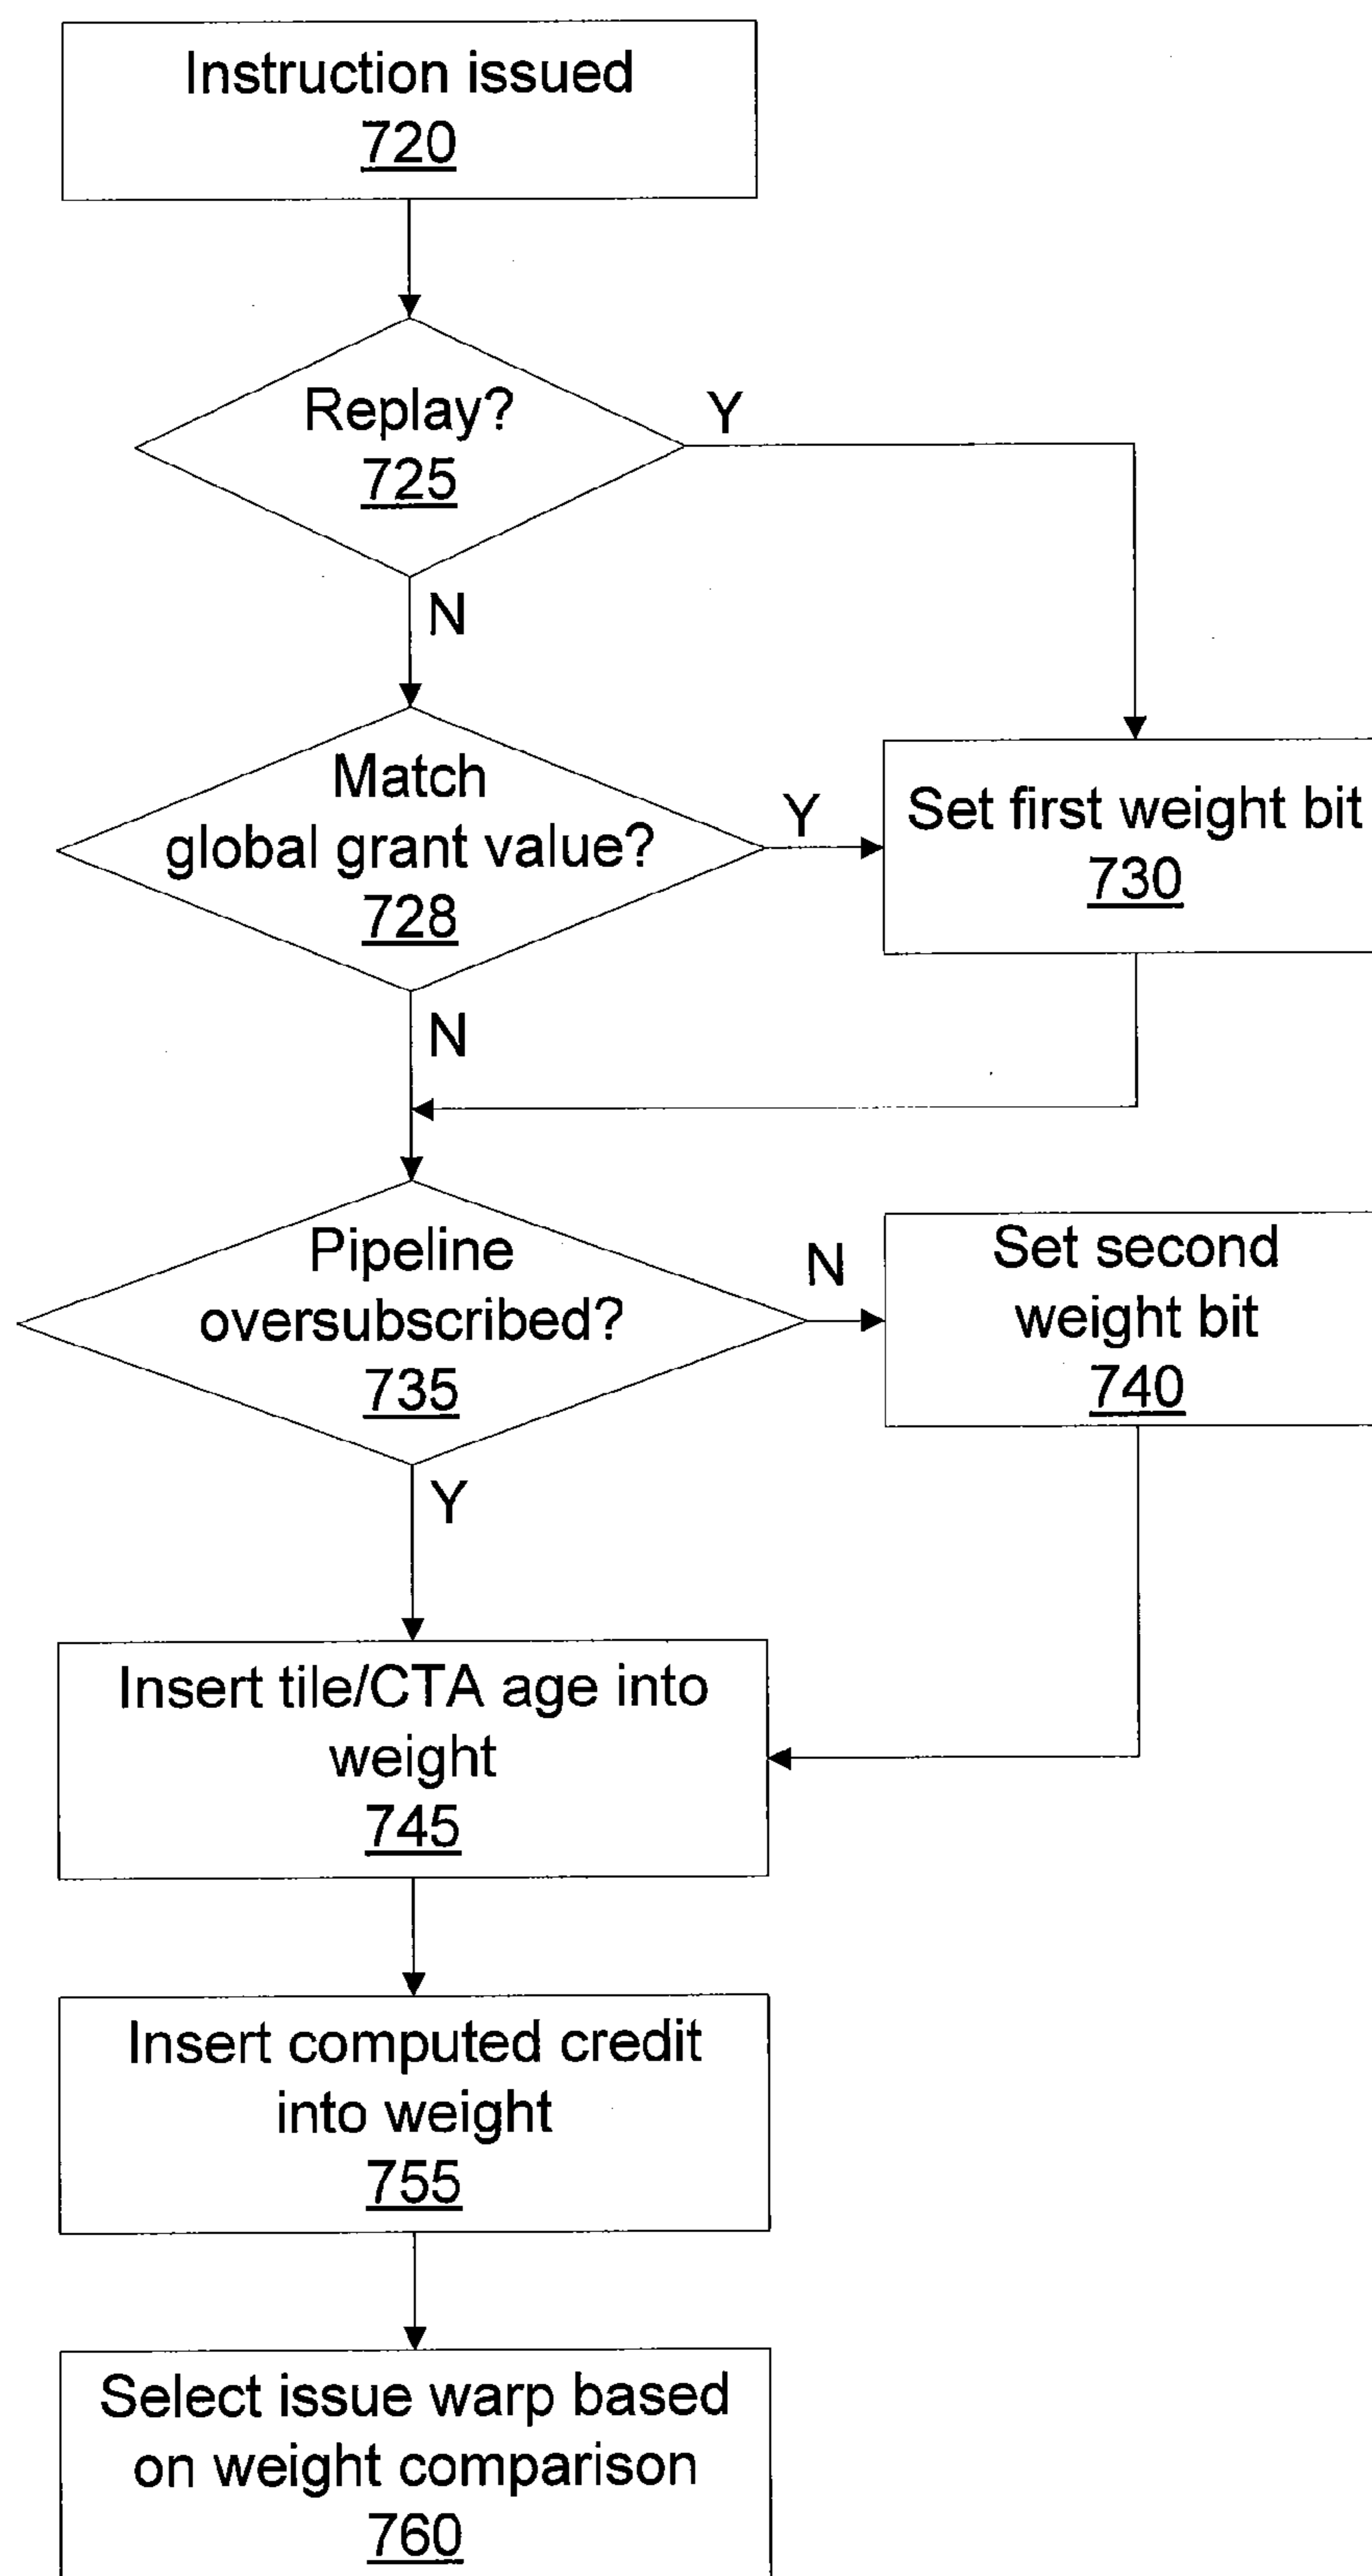 Instruction issued
720
Replay?
725
Y
N
Match
global grant value?
728
Y
Set first weight bit
730
N
Pipeline
oversubscribed?
735
N
Set second
weight bit
740
Y
Insert tile/CTA age into
weight
745
Insert computed credit
into weight
755
Select issue warp based
on weight comparison
760